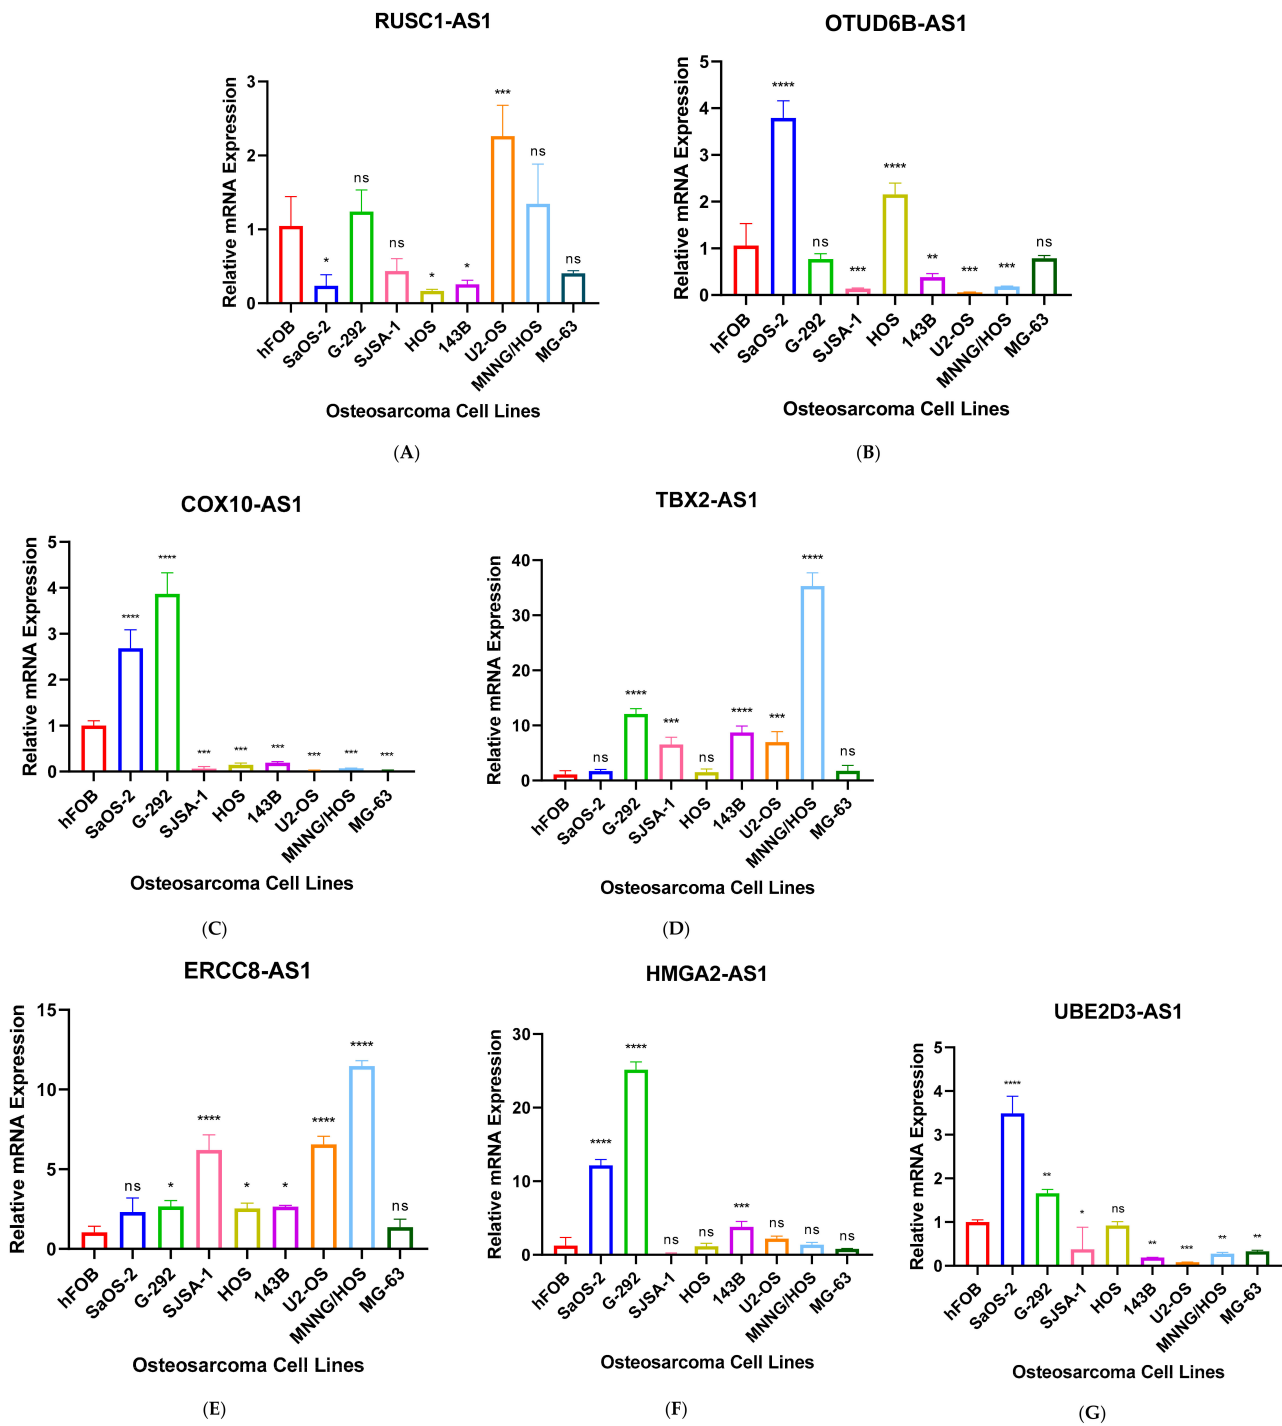 RUSC1-AS1
Relative mRNA Expression
3
2
1
0
* ns ns * * *** ns ns
hFOB SaOS-2 G-292 SJSA-1 HOS 143B U2-OS MNNG/HOS MG-63
Osteosarcoma Cell Lines
(A)
OTUD6B-AS1
Relative mRNA Expression
5
4
3
2
1
0
**** ns *** **** ** *** *** ns
hFOB SaOS-2 G-292 SJSA-1 HOS 143B U2-OS MNNG/HOS MG-63
Osteosarcoma Cell Lines
(B)
COX10-AS1
Relative mRNA Expression
5
4
3
2
1
0
**** **** *** *** *** *** *** ***
hFOB SaOS-2 G-292 SJSA-1 HOS 143B U2-OS MNNG/HOS MG-63
Osteosarcoma Cell Lines
(C)
TBX2-AS1
Relative mRNA Expression
40
30
20
10
0
ns **** *** ns **** *** **** ns
hFOB SaOS-2 G-292 SJSA-1 HOS 143B U2-OS MNNG/HOS MG-63
Osteosarcoma Cell Lines
(D)
ERCC8-AS1
Relative mRNA Expression
15
10
5
0
ns * **** * * **** **** ns
hFOB SaOS-2 G-292 SJSA-1 HOS 143B U2-OS MNNG/HOS MG-63
Osteosarcoma Cell Lines
(E)
HMGA2-AS1
Relative mRNA Expression
30
20
10
0
**** **** ns ns *** ns ns ns
hFOB SaOS-2 G-292 SJSA-1 HOS 143B U2-OS MNNG/HOS MG-63
Osteosarcoma Cell Lines
(F)
UBE2D3-AS1
Relative mRNA Expression
5
4
3
2
1
0
**** ** * ns ** *** ** **
hFOB SaOS-2 G-292 SJSA-1 HOS 143B U2-OS MNNG/HOS MG-63
Osteosarcoma Cell Lines
(G)